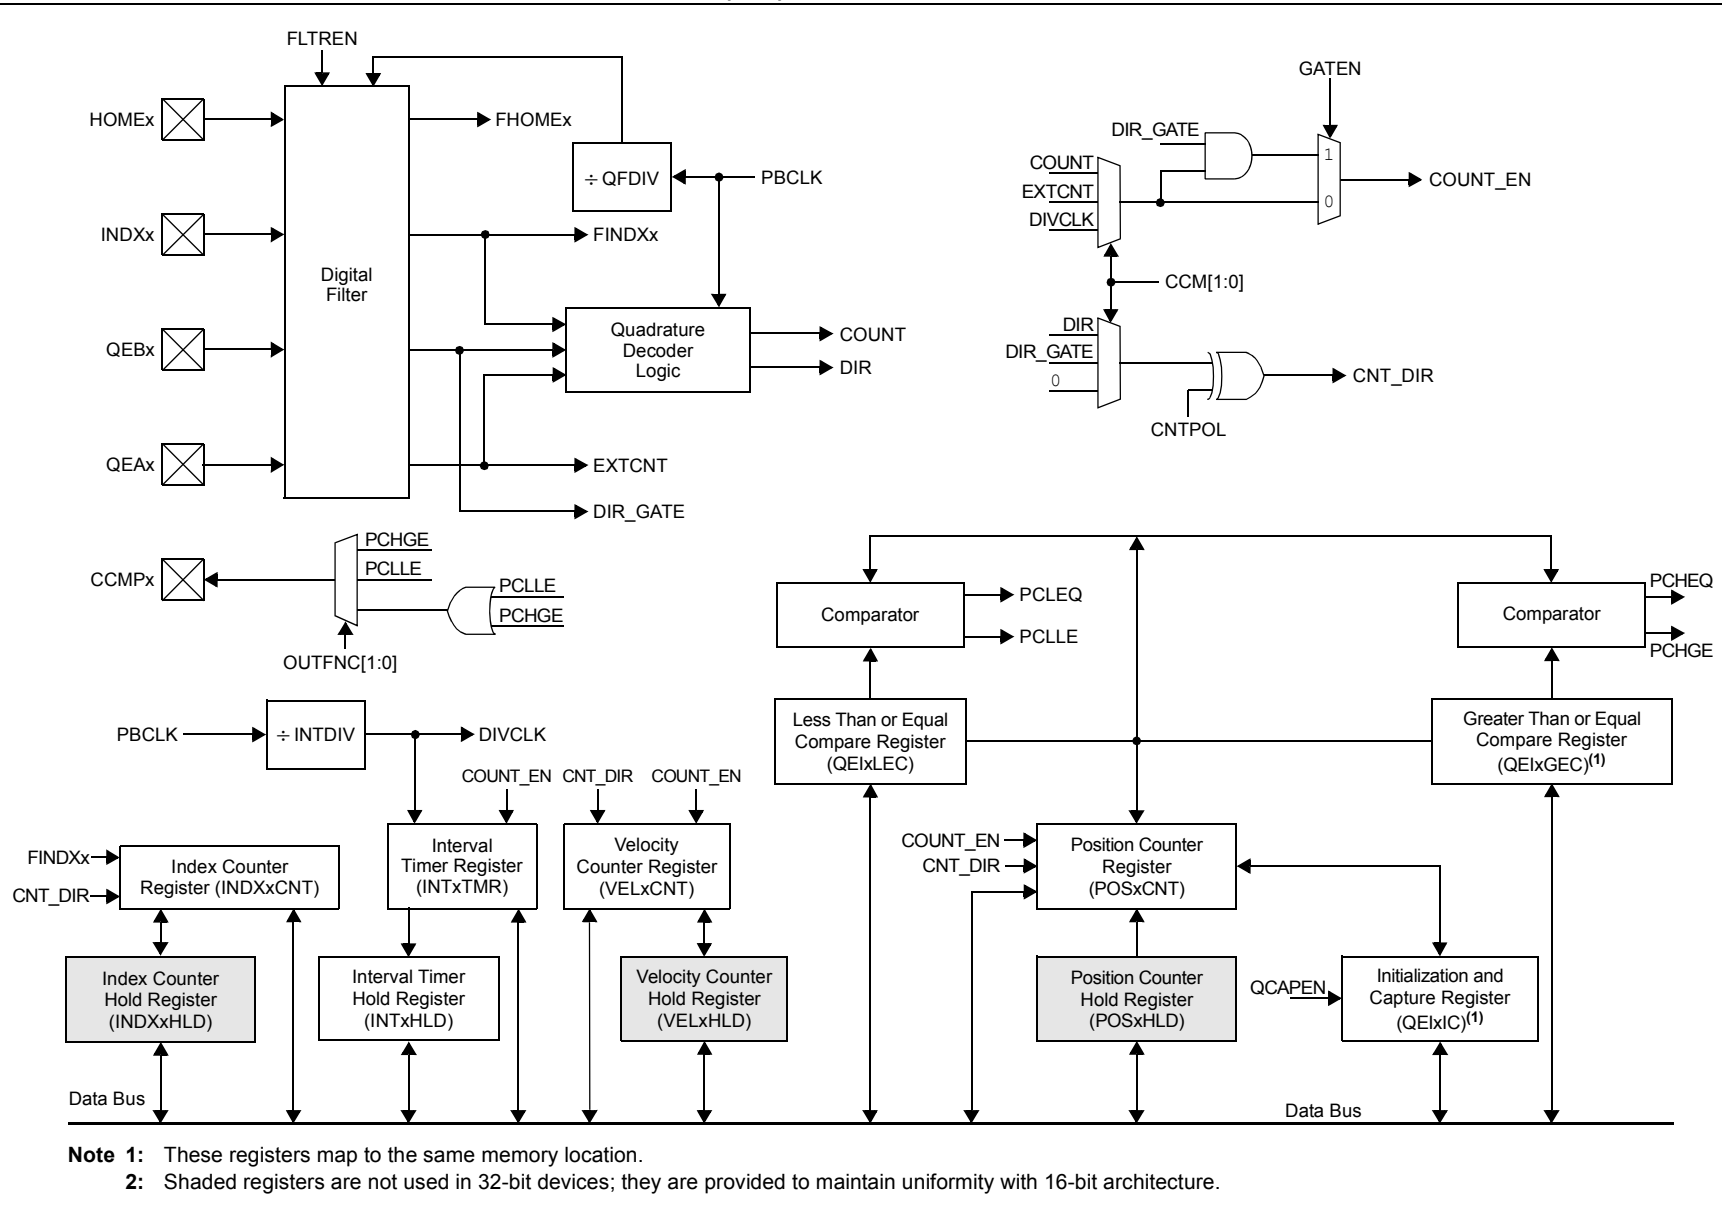 FLTREN
HOMEx
FHOMEx
÷ QFDIV
PBCLK
INDXx
FINDXx
Digital
Filter
QEBx
Quadrature
Decoder
Logic
COUNT
DIR
QEAx
EXTCNT
DIR_GATE
GATEN
DIR_GATE
COUNT
EXTCNT
DIVCLK
1
0
COUNT_EN
CCM[1:0]
DIR
DIR_GATE
0
CNT_DIR
CNTPOL
CCMPx
PCHGE
PCLLE
PCLLE
PCHGE
OUTFNC[1:0]
Comparator
PCLEQ
PCLLE
Comparator
PCHEQ
PCHGE
PBCLK
÷ INTDIV
DIVCLK
Less Than or Equal
Compare Register
(QEIxLEC)
Greater Than or Equal
Compare Register
(QEIxGEC)(1)
COUNT_EN
CNT_DIR
COUNT_EN
FINDXx
CNT_DIR
Index Counter
Register (INDXxCNT)
Interval
Timer Register
(INTxTMR)
Velocity
Counter Register
(VELxCNT)
COUNT_EN
CNT_DIR
Position Counter
Register
(POSxCNT)
Index Counter
Hold Register
(INDXxHLD)
Interval Timer
Hold Register
(INTxHLD)
Velocity Counter
Hold Register
(VELxHLD)
Position Counter
Hold Register
(POSxHLD)
QCAPEN
Initialization and
Capture Register
(QEIxIC)(1)
Data Bus
Data Bus
Note 1: These registers map to the same memory location.
2: Shaded registers are not used in 32-bit devices; they are provided to maintain uniformity with 16-bit architecture.